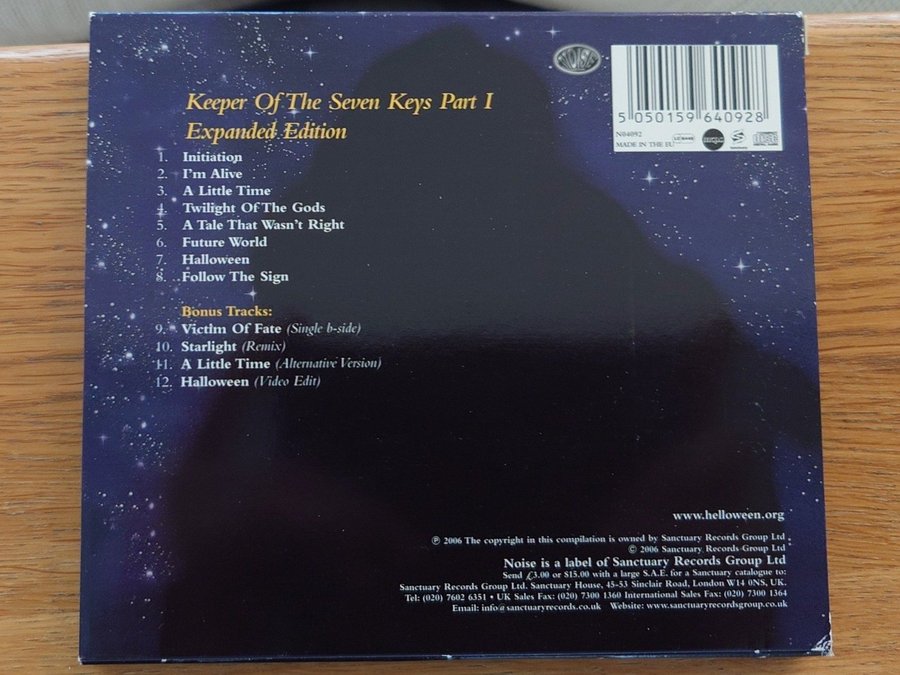 NOISE
Keeper Of The Seven Keys Part I
Expanded Edition
1. Initiation
2. I'm Alive
3. A Little Time
4. Twilight Of The Gods
5. A Tale That Wasn't Right
6. Future World
7. Halloween
8. Follow The Sign
Bonus Tracks:
9. Victim Of Fate (Single b-side)
10. Starlight (Remix)
11. A Little Time (Alternative Version)
12. Halloween (Video Edit)
5 050159 640928
N04092
MADE IN THE EU
www.helloween.org
℗ 2006 The copyright in this compilation is owned by Sanctuary Records Group Ltd.
© 2006 Sanctuary Records Group Ltd
Noise is a label of Sanctuary Records Group Ltd
Send £3.00 or $15.00 with a large S.A.E. for a Sanctuary catalogue to:
Sanctuary Records Group Ltd. Sanctuary House, 45-53 Sinclair Road, London W14 0NS, UK.
Tel: (020) 7602 6351 • UK Sales Fax: (020) 7300 1360 International Sales Fax: (020) 7300 1364
Email: info@sanctuaryrecords.co.uk Website: www.sanctuaryrecordsgroup.co.uk